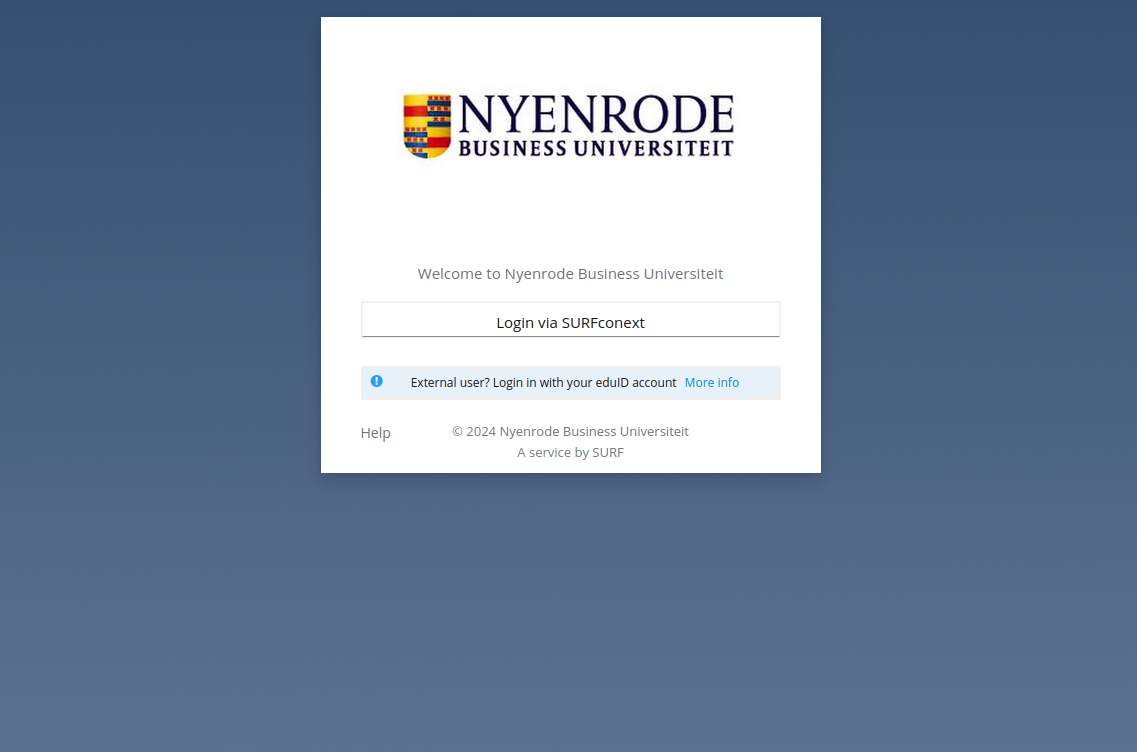 NYENRODE
BUSINESS UNIVERSITEIT
Welcome to Nyenrode Business Universiteit
Login via SURFconext
External user? Login in with your eduID account More info
Help
© 2024 Nyenrode Business Universiteit
A service by SURF